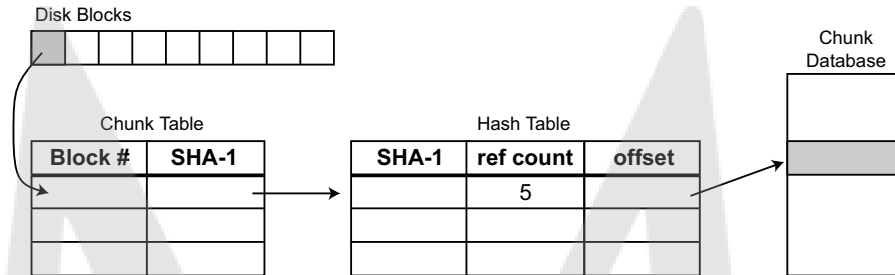 Disk Blocks
Chunk
Database
Chunk Table
Hash Table
Block # SHA-1
SHA-1 ref count offset
5